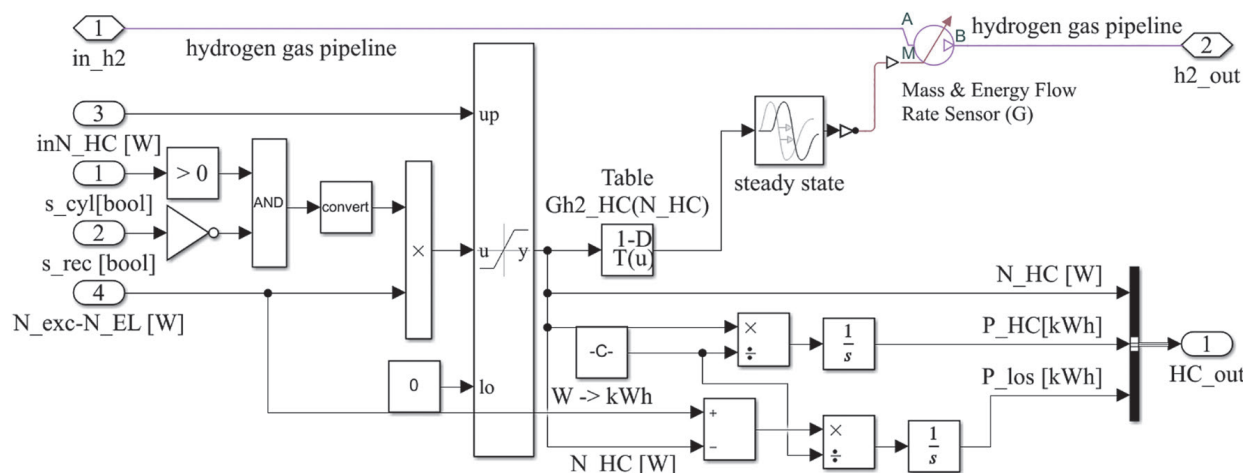 1
in_h2
hydrogen gas pipeline
A
M
B
hydrogen gas pipeline
2
h2_out
Mass & Energy Flow
Rate Sensor (G)
3
inN_HC [W]
up
1
s_cyl[bool]
> 0
AND
convert
2
s_rec [bool]
×
u
y
4
N_exc-N_EL [W]
0
lo
Table
Gh2_HC(N_HC)
1-D
T(u)
steady state
N_HC [W]
-C-
W -> kWh
×
÷
1
s
P_HC[kWh]
1
HC_out
P_los [kWh]
+
−
N_HC [W]
×
÷
1
s